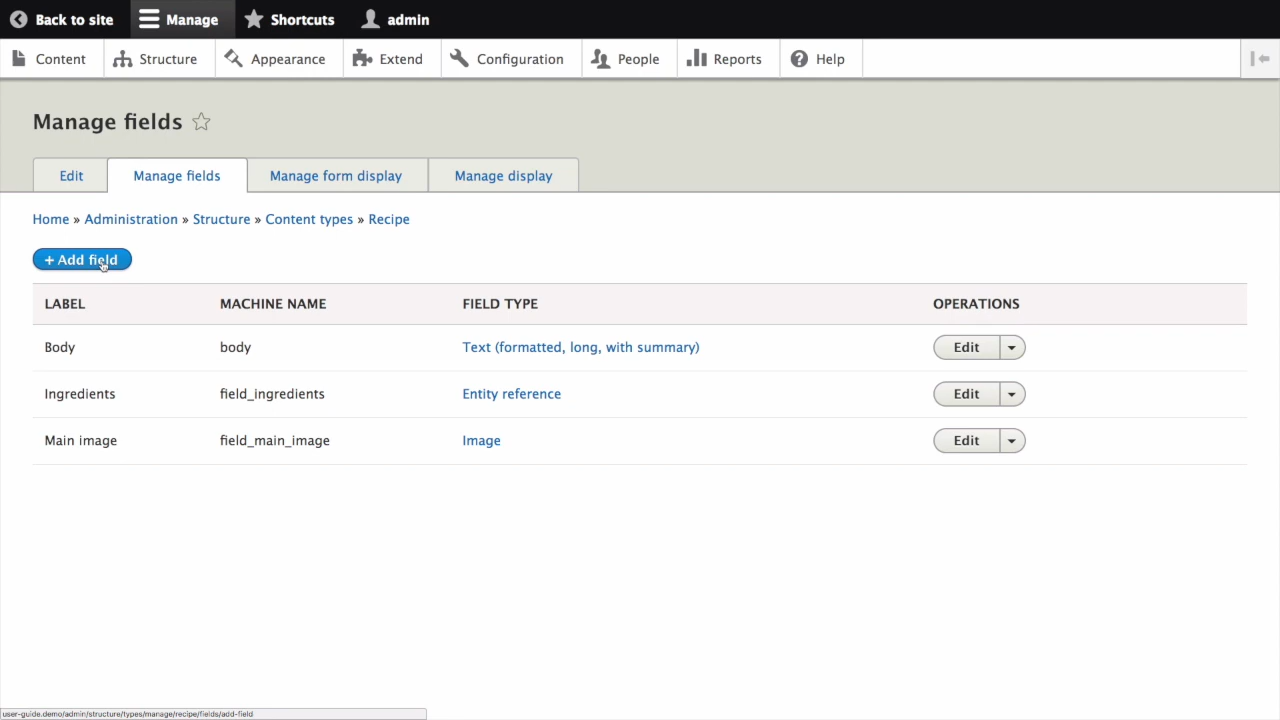 Back to site Manage Shortcuts admin
Content Structure Appearance Extend Configuration People Reports Help
Manage fields
Edit Manage fields Manage form display Manage display
Home » Administration » Structure » Content types » Recipe
+ Add field
LABEL MACHINE NAME FIELD TYPE OPERATIONS
Body body Text (formatted, long, with summary) Edit
Ingredients field_ingredients Entity reference Edit
Main image field_main_image Image Edit
user-guide.demo/admin/structure/types/manage/recipe/fields/add-field